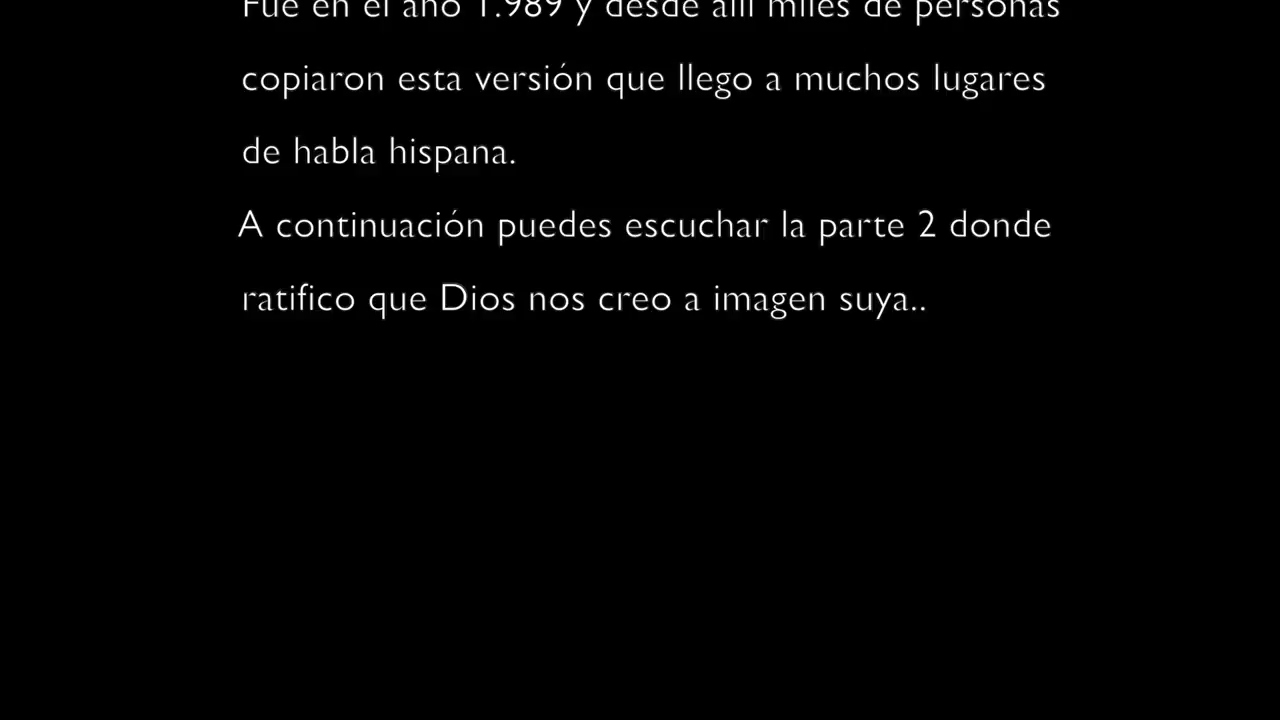 Fue en el año 1.989 y desde allí miles de personas
copiaron esta versión que llego a muchos lugares
de habla hispana.
A continuación puedes escuchar la parte 2 donde
ratifico que Dios nos creo a imagen suya..